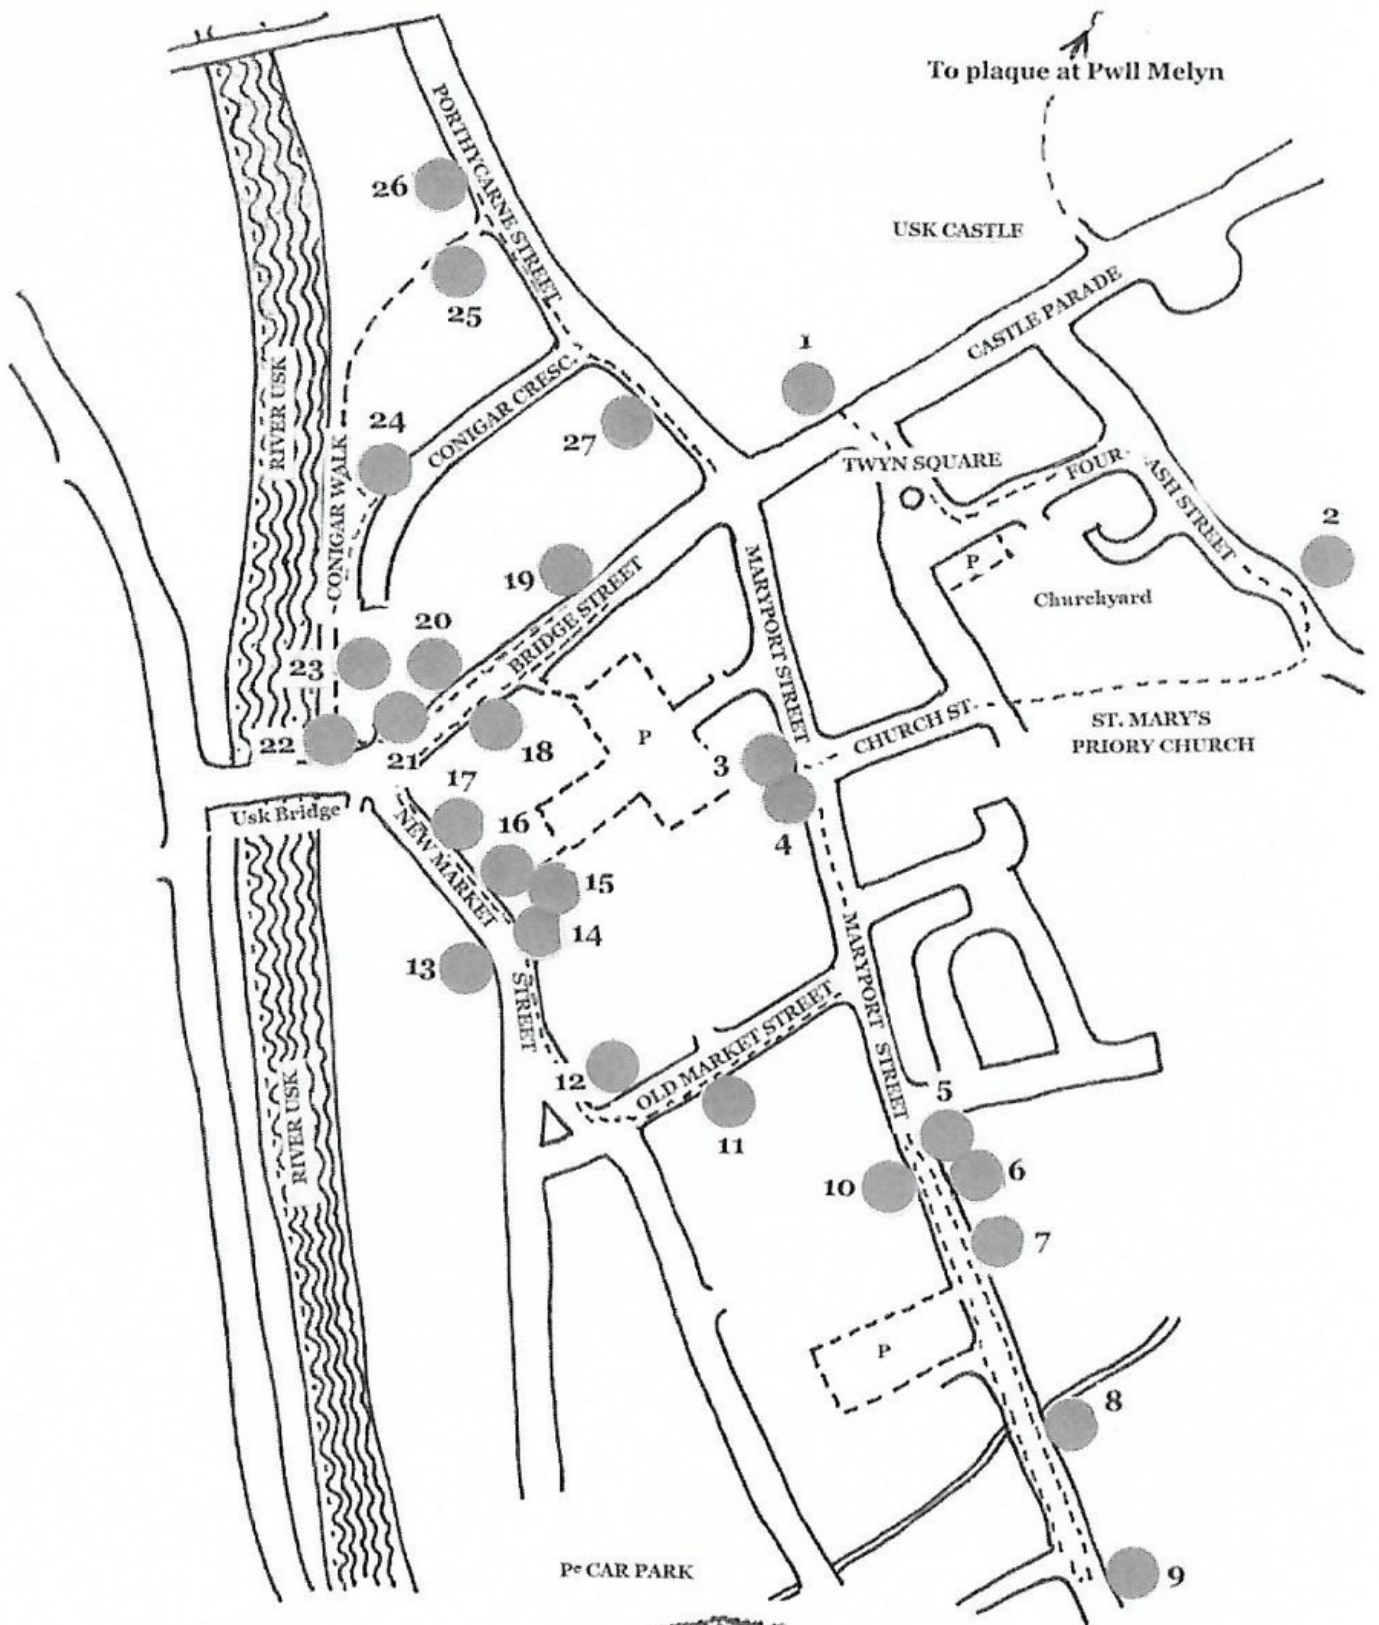 To plaque at Pwll Melyn
PORTHYCARNE STREET
26
USK CASTLE
25
CASTLE PARADE
1
RIVER USK
CONIGAR CRESC.
24
27
TWYN SQUARE
FOUR-
ASH STREET
2
CONIGAR WALK
P
Churchyard
19
BRIDGE STREET
MARYPORT STREET
20
23
CHURCH ST.
ST. MARY'S
PRIORY CHURCH
22
21
18
P
3
17
Usk Bridge
16
4
NEW MARKET
STREET
15
14
13
MARYPORT STREET
12
OLD MARKET STREET
RIVER USK
11
5
6
10
7
P
8
Pe CAR PARK
9